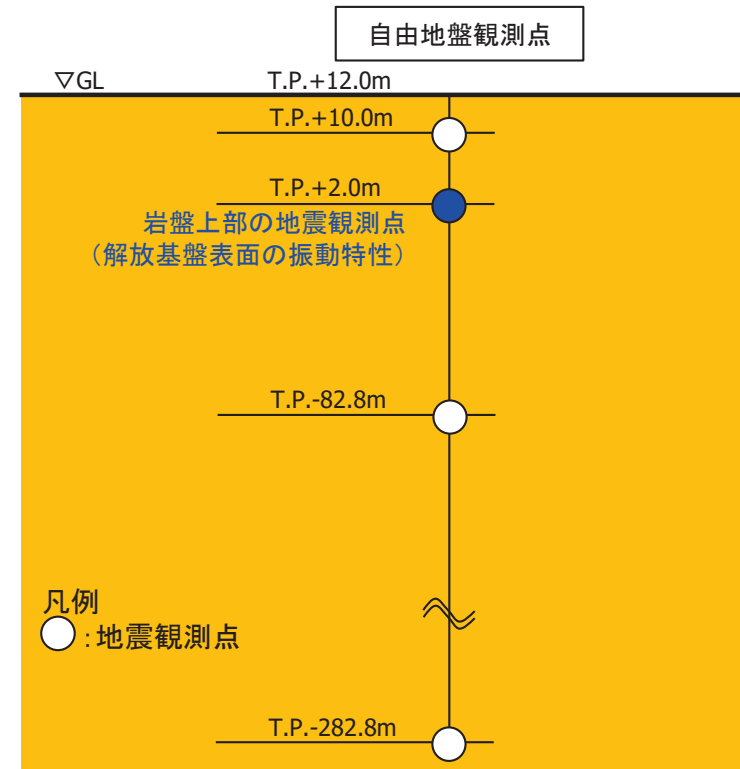 自由地盤観測点
▽GL
T.P.+12.0m
T.P.+10.0m
T.P.+2.0m
岩盤上部の地震観測点
（解放基盤表面の振動特性）
T.P.-82.8m
凡例
○:地震観測点
T.P.-282.8m